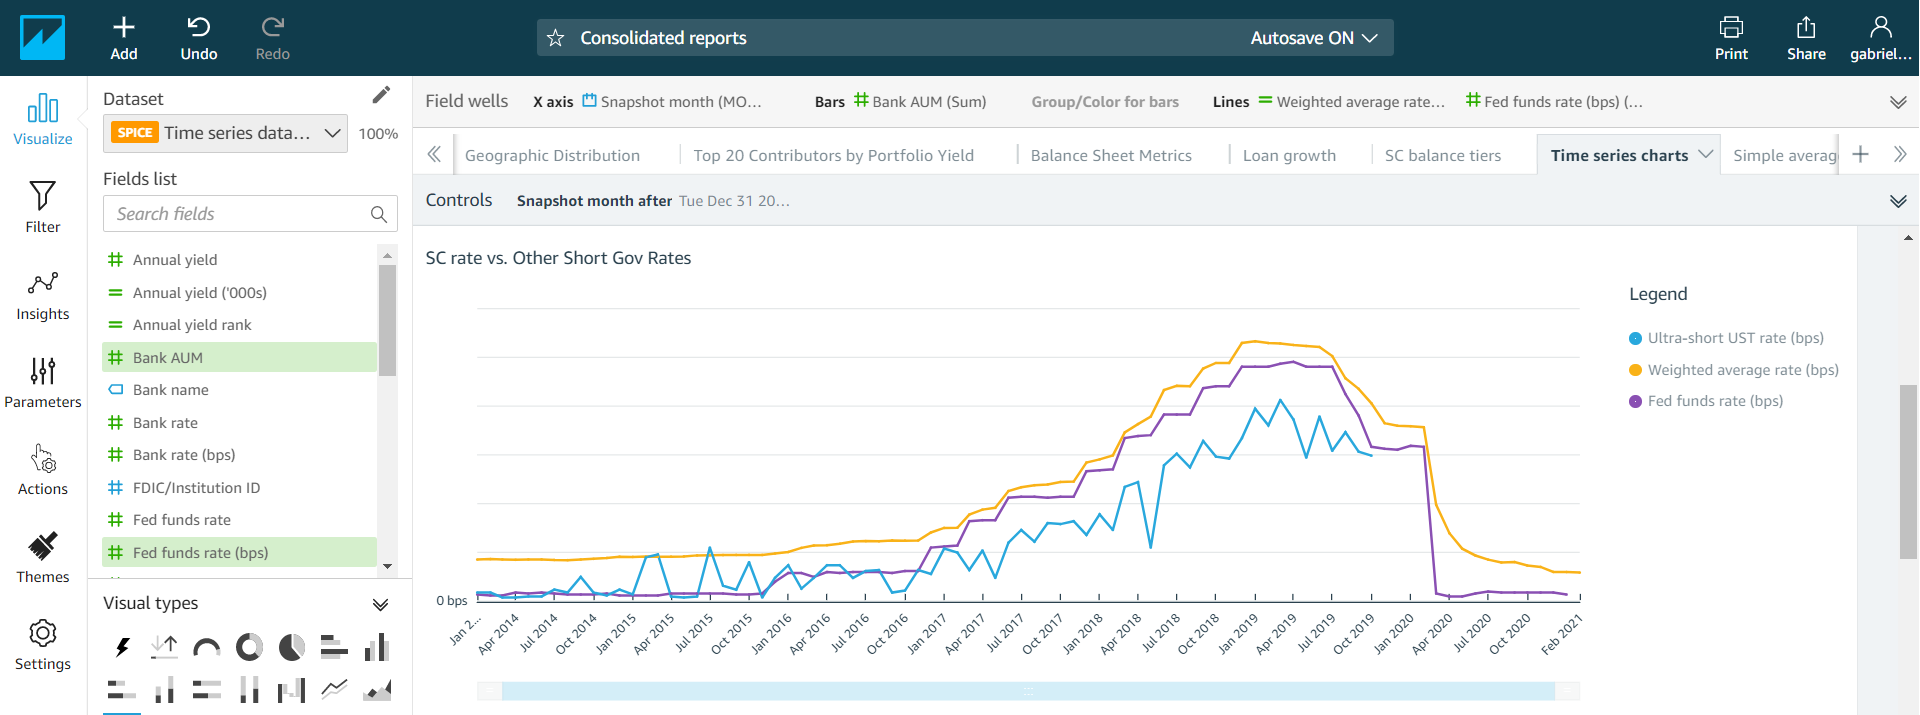 Add
Undo
Redo
Consolidated reports
Autosave ON
Print
Share
gabriel...
Visualize
Filter
Insights
Parameters
Actions
Themes
Settings
Dataset
SPICE Time series data... 100%
Fields list
Search fields
Annual yield
Annual yield ('000s)
Annual yield rank
Bank AUM
Bank name
Bank rate
Bank rate (bps)
FDIC/Institution ID
Fed funds rate
Fed funds rate (bps)
Visual types
Field wells X axis Snapshot month (MO... Bars Bank AUM (Sum) Group/Color for bars Lines Weighted average rate... Fed funds rate (bps) (...
Geographic Distribution Top 20 Contributors by Portfolio Yield Balance Sheet Metrics Loan growth SC balance tiers Time series charts Simple averag
Controls Snapshot month after Tue Dec 31 20...
SC rate vs. Other Short Gov Rates
0 bps
Jan 2... Apr 2014 Jul 2014 Oct 2014 Jan 2015 Apr 2015 Jul 2015 Oct 2015 Jan 2016 Apr 2016 Jul 2016 Oct 2016 Jan 2017 Apr 2017 Jul 2017 Oct 2017 Jan 2018 Apr 2018 Jul 2018 Oct 2018 Jan 2019 Apr 2019 Jul 2019 Oct 2019 Jan 2020 Apr 2020 Jul 2020 Oct 2020 Feb 2021
Legend
Ultra-short UST rate (bps)
Weighted average rate (bps)
Fed funds rate (bps)